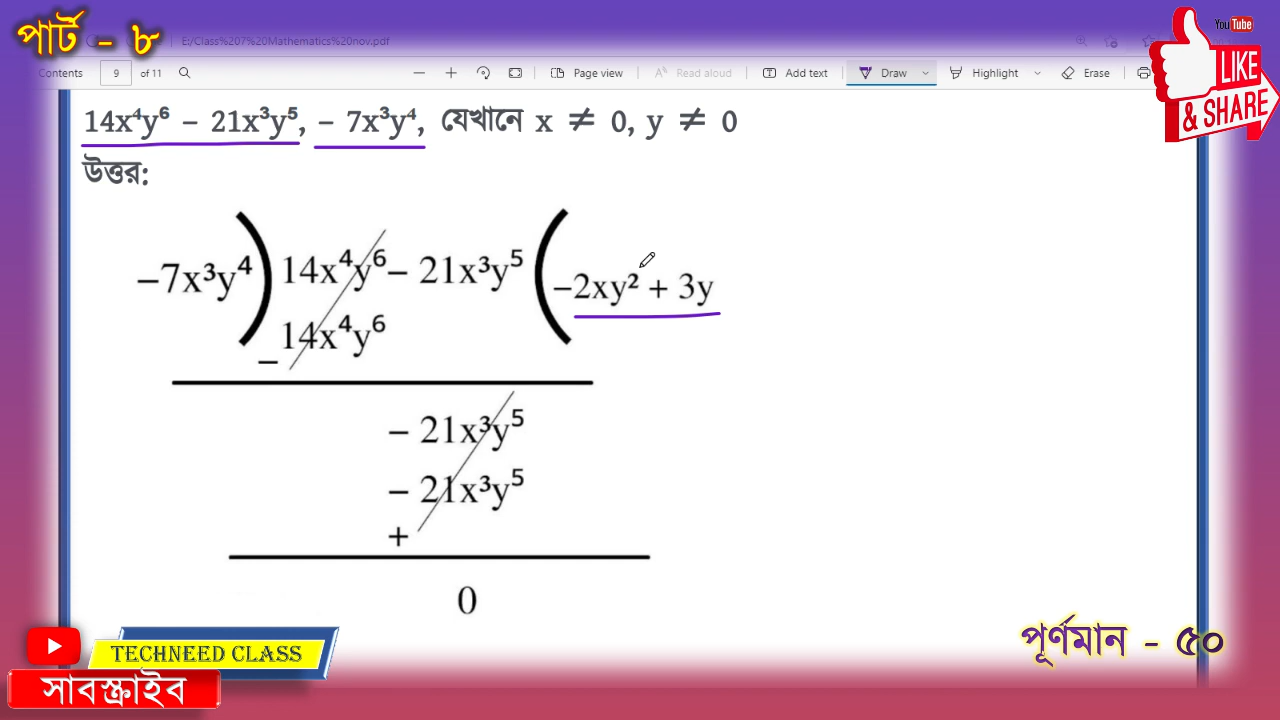 পার্ট - ৮
E:/Class%207%20Mathematics%20nov.pdf
YouTube
LIKE
& SHARE
Contents 9 of 11 Page view Read aloud Add text Draw Highlight Erase
14x⁴y⁶ – 21x³y⁵, – 7x³y⁴, যেখানে x ≠ 0, y ≠ 0
উত্তর:
–7x³y⁴ ) 14x⁴y⁶ – 21x³y⁵ ( –2xy² + 3y
14x⁴y⁶
–
– 21x³y⁵
– 21x³y⁵
+
0
TECHNEED CLASS
সাবস্ক্রাইব
পূর্ণমান - ৫০